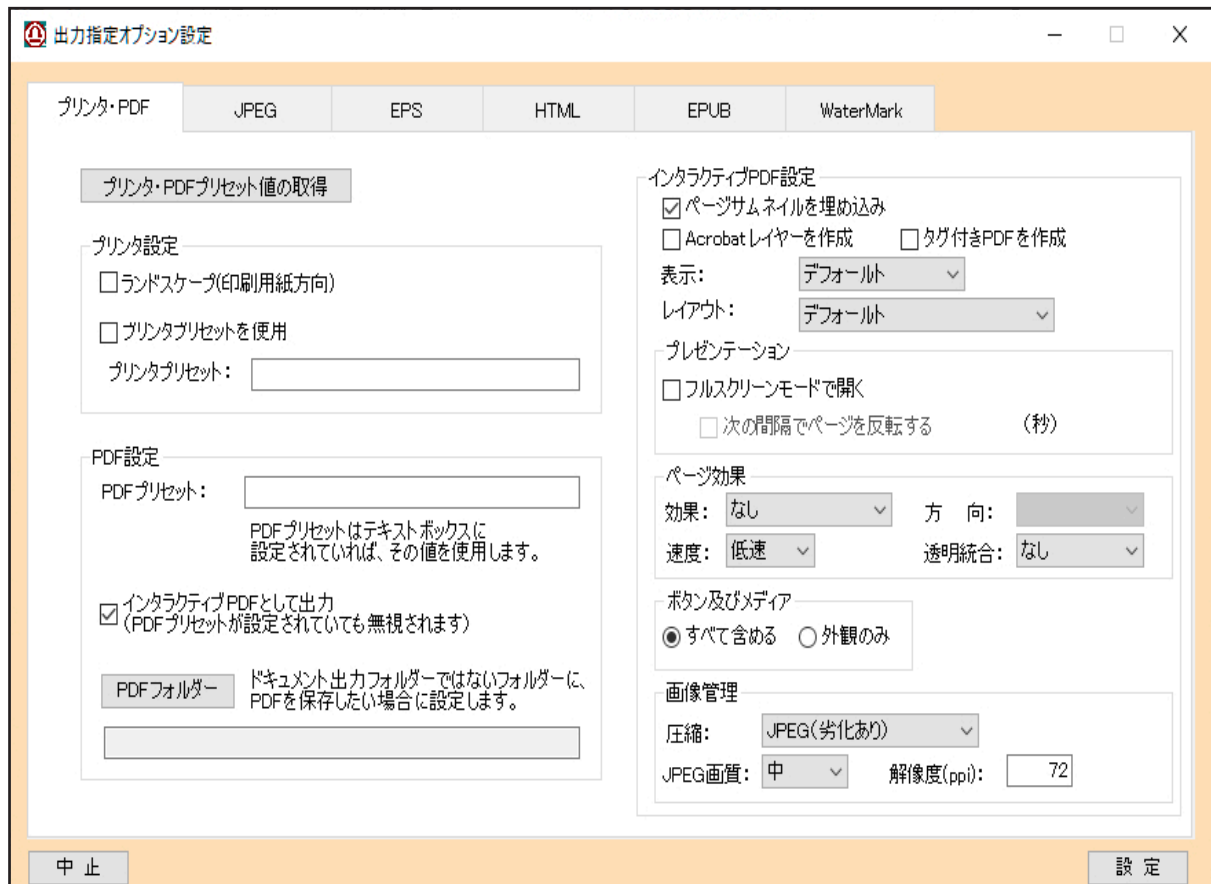 出力指定オプション設定
プリンタ・PDF
JPEG
EPS
HTML
EPUB
WaterMark
プリンタ・PDFプリセット値の取得
プリンタ設定
ランドスケープ(印刷用紙方向)
プリンタプリセットを使用
プリンタプリセット：
PDF設定
PDFプリセット：
PDFプリセットはテキストボックスに
設定されていれば、その値を使用します。
インタラクティブPDFとして出力
(PDFプリセットが設定されていても無視されます)
PDFフォルダー
ドキュメント出力フォルダーではないフォルダーに、
PDFを保存したい場合に設定します。
インタラクティブPDF設定
ページサムネイルを埋め込み
Acrobatレイヤーを作成
タグ付きPDFを作成
表示：
デフォールト
レイアウト：
デフォールト
プレゼンテーション
フルスクリーンモードで開く
次の間隔でページを反転する
(秒)
ページ効果
効果：
なし
方　向：
速度：
低速
透明統合：
なし
ボタン及びメディア
すべて含める
外観のみ
画像管理
圧縮：
JPEG(劣化あり)
JPEG画質：
中
解像度(ppi)：
72
中 止
設 定